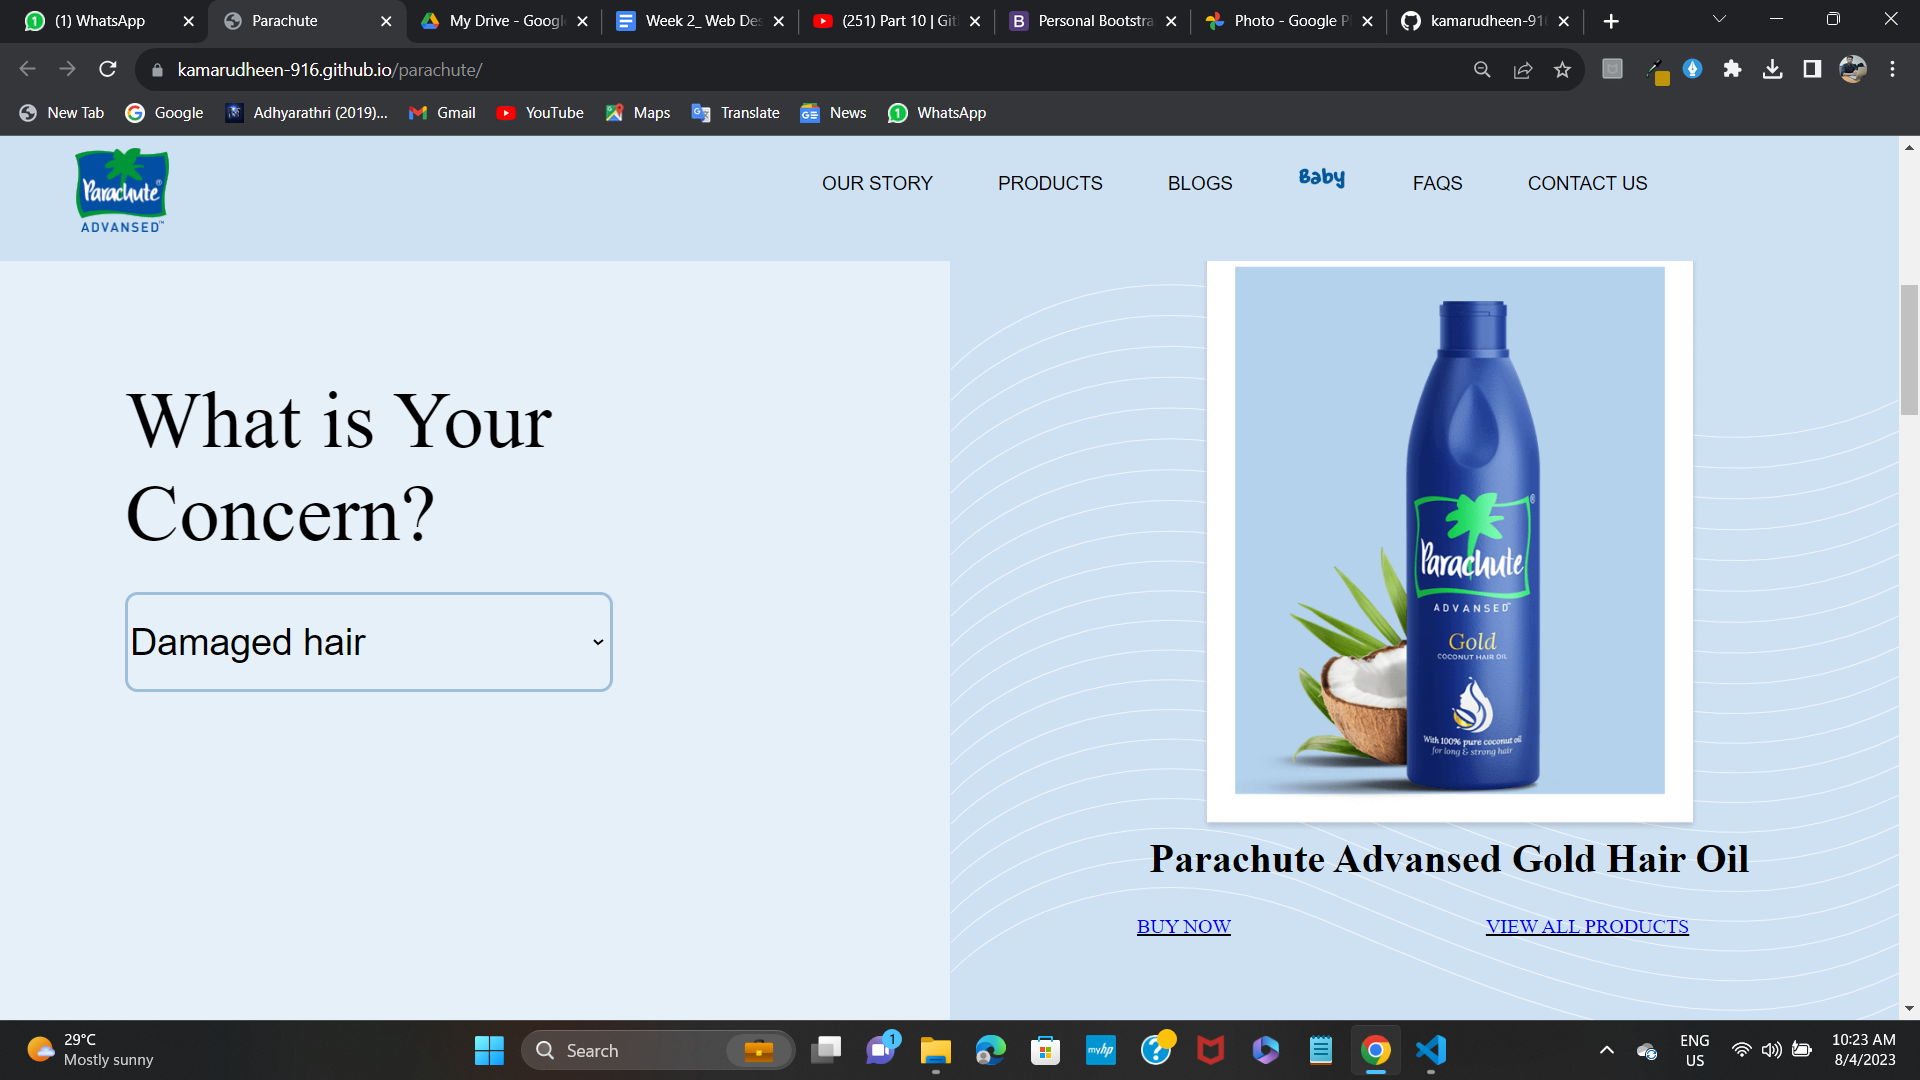 (1) WhatsApp
Parachute
My Drive - Googl
Week 2_ Web Des
(251) Part 10 | Git
Personal Bootstra
Photo - Google P
kamarudheen-916
kamarudheen-916.github.io/parachute/
New Tab
Google
Adhyarathri (2019)...
Gmail
YouTube
Maps
Translate
News
WhatsApp
Parachute®
ADVANSED™
OUR STORY
PRODUCTS
BLOGS
Baby
FAQS
CONTACT US
What is Your
Concern?
Damaged hair
Parachute®
ADVANSED™
Gold
COCONUT HAIR OIL
With 100% pure coconut oil
for long & strong hair
Parachute Advansed Gold Hair Oil
BUY NOW
VIEW ALL PRODUCTS
29°C
Mostly sunny
Search
1
myhp
ENG
US
10:23 AM
8/4/2023